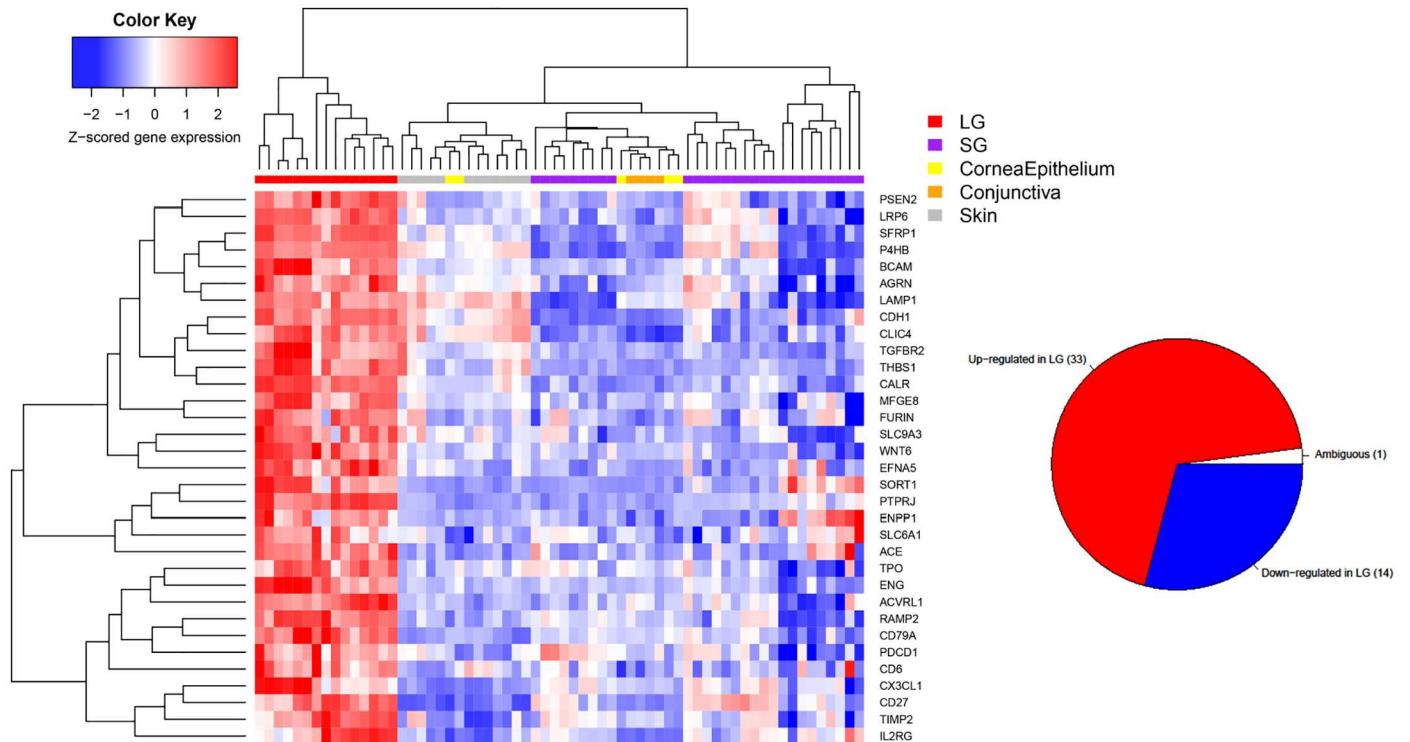 Color Key
−2 −1 0 1 2
Z−scored gene expression
LG
SG
CorneaEpithelium
Conjunctiva
Skin
PSEN2
LRP6
SFRP1
P4HB
BCAM
AGRN
LAMP1
CDH1
CLIC4
TGFBR2
THBS1
CALR
MFGE8
FURIN
SLC9A3
WNT6
EFNA5
SORT1
PTPRJ
ENPP1
SLC6A1
ACE
TPO
ENG
ACVRL1
RAMP2
CD79A
PDCD1
CD6
CX3CL1
CD27
TIMP2
IL2RG
Up-regulated in LG (33)
Ambiguous (1)
Down-regulated in LG (14)